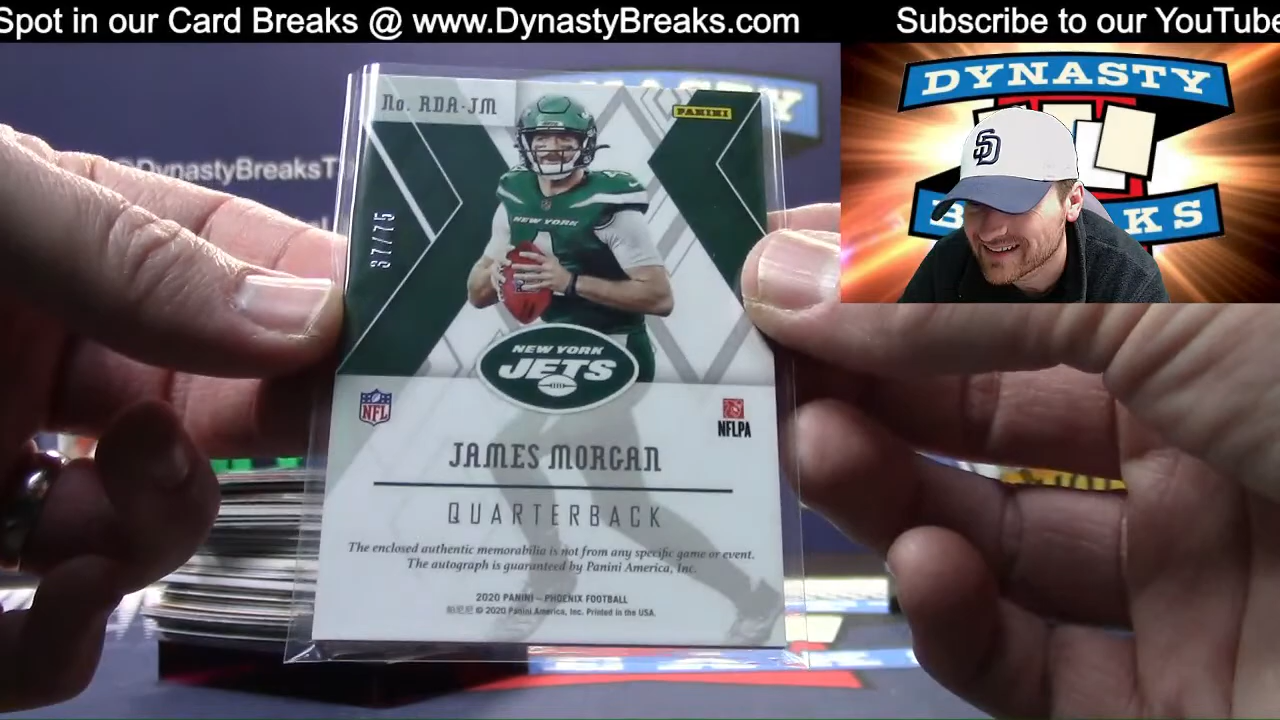 Spot in our Card Breaks @ www.DynastyBreaks.com
Subscribe to our YouTube
DYNASTY
SD
@DynastyBreaksT
No. RDA-JM
PANINI
37/75
NEW YORK
4
NEW YORK
JETS
NFL
NFLPA
JAMES MORGAN
QUARTERBACK
The enclosed authentic memorabilia is not from any specific game or event.
The autograph is guaranteed by Panini America, Inc.
2020 PANINI – PHOENIX FOOTBALL
© 2020 Panini America, Inc. Printed in the USA.